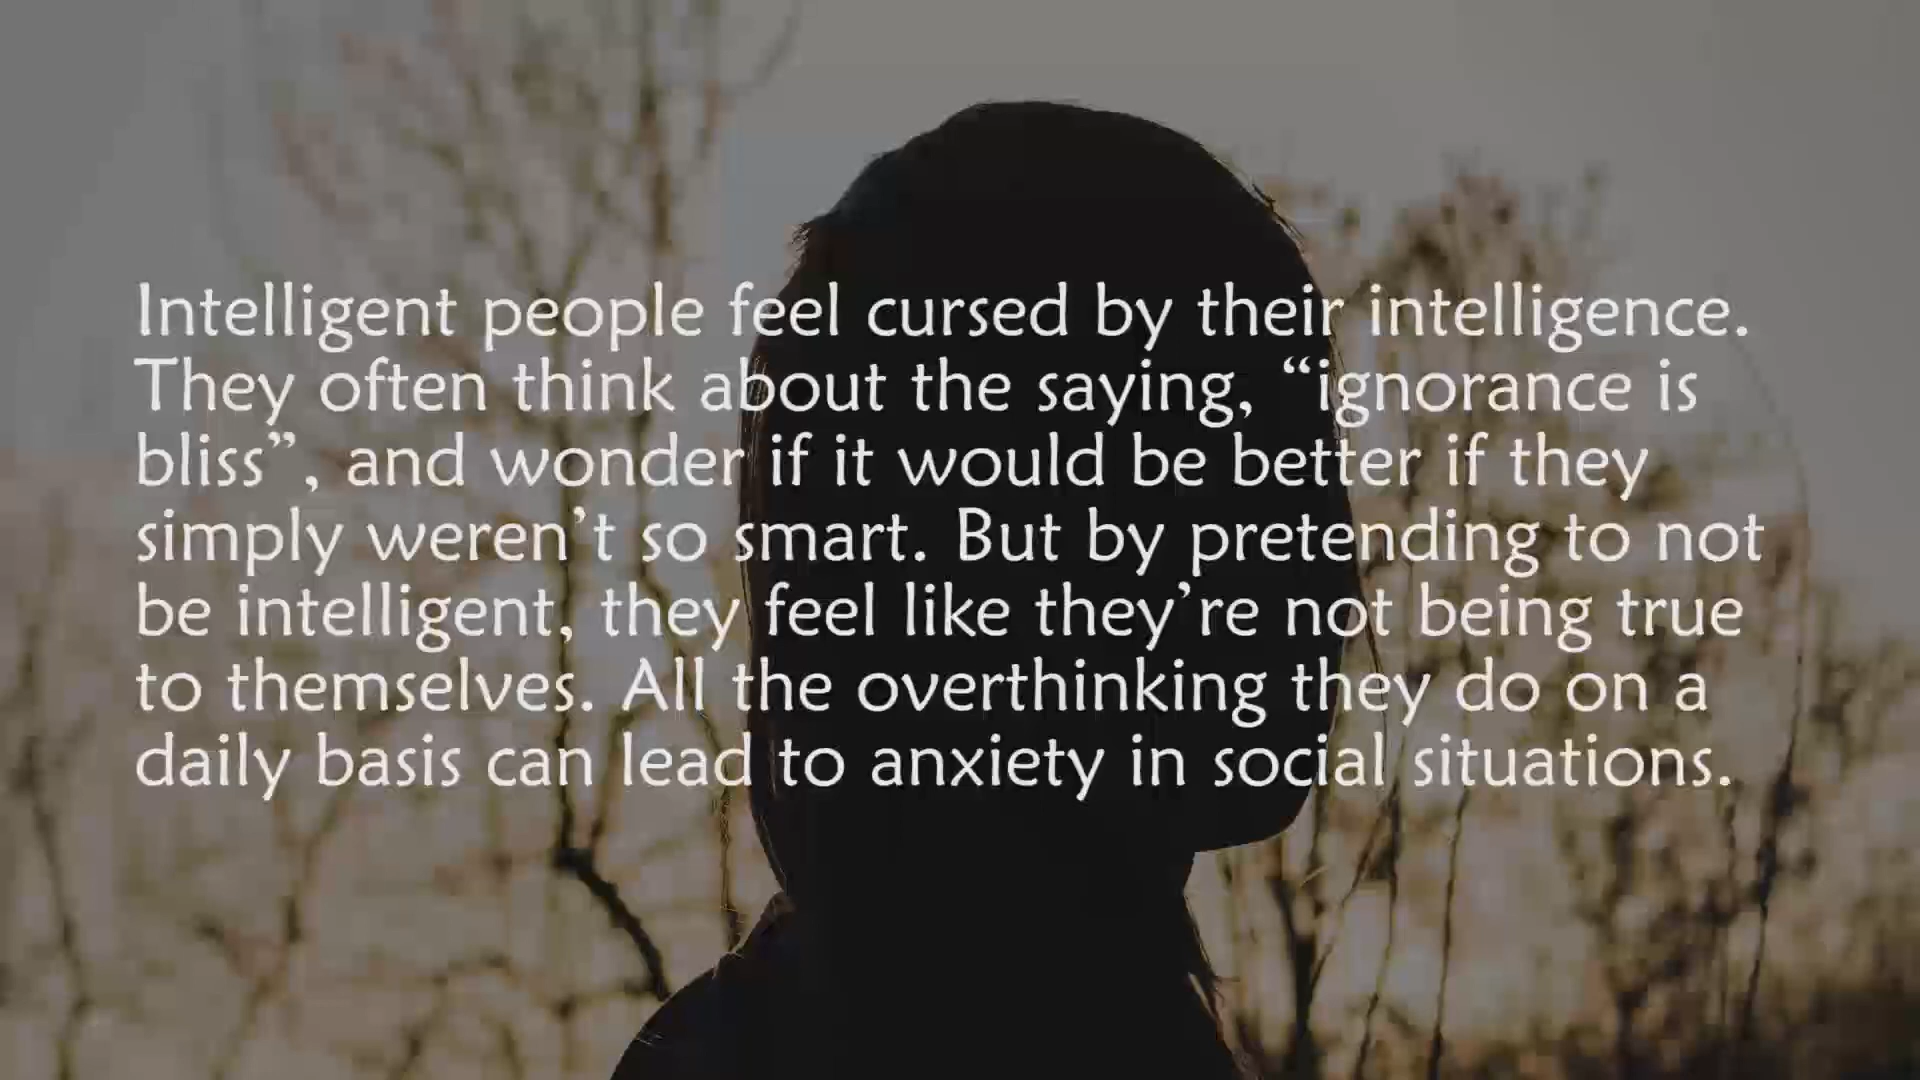 Intelligent people feel cursed by their intelligence.
They often think about the saying, “ignorance is
bliss”, and wonder if it would be better if they
simply weren’t so smart. But by pretending to not
be intelligent, they feel like they’re not being true
to themselves. All the overthinking they do on a
daily basis can lead to anxiety in social situations.